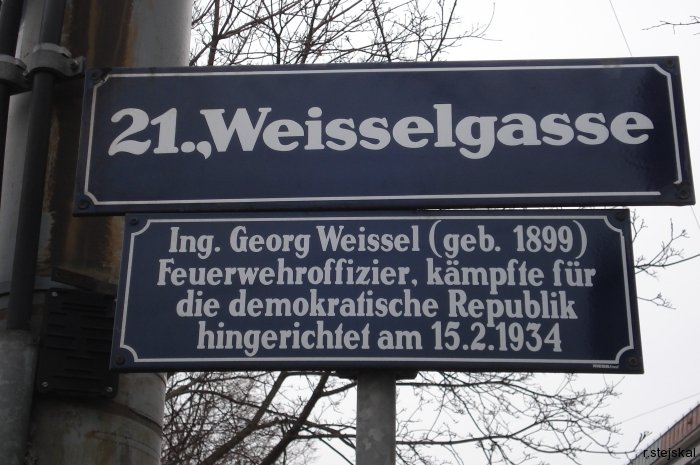 21.,Weisselgasse
Ing. Georg Weissel (geb. 1899)
Feuerwehroffizier, kämpfte für
die demokratische Republik
hingerichtet am 15.2.1934
r.stejskal